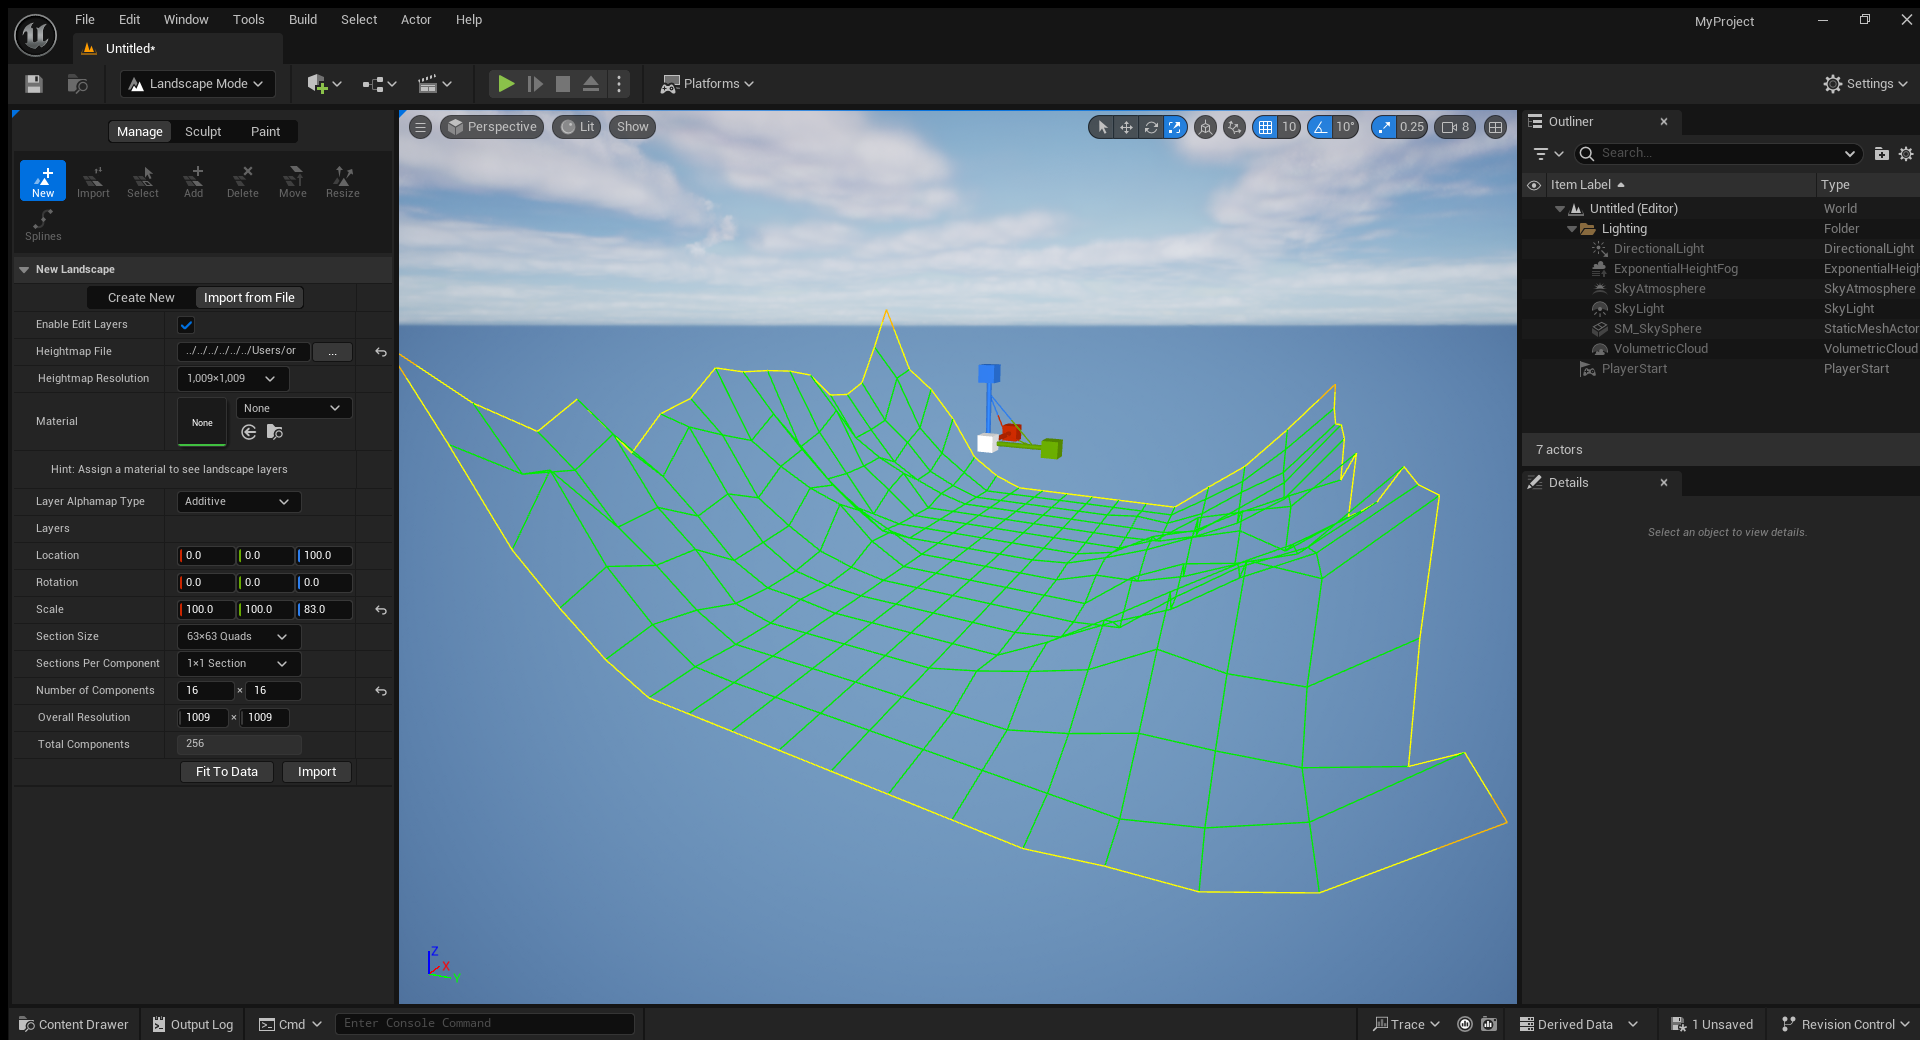 File Edit Window Tools Build Select Actor Help
MyProject
Untitled*
Landscape Mode
Platforms
Settings
Manage Sculpt Paint
New Import Select Add Delete Move Resize
Splines
New Landscape
Create New Import from File
Enable Edit Layers
Heightmap File ../../../../../../Users/or ...
Heightmap Resolution 1,009×1,009
Material None None
Hint: Assign a material to see landscape layers
Layer Alphamap Type Additive
Layers
Location 0.0 0.0 100.0
Rotation 0.0 0.0 0.0
Scale 100.0 100.0 83.0
Section Size 63×63 Quads
Sections Per Component 1×1 Section
Number of Components 16 × 16
Overall Resolution 1009 × 1009
Total Components 256
Fit To Data Import
Perspective Lit Show
10 10° 0.25 8
Z
X
Y
Outliner
Search...
Item Label Type
Untitled (Editor) World
Lighting Folder
DirectionalLight DirectionalLight
ExponentialHeightFog ExponentialHeigh
SkyAtmosphere SkyAtmosphere
SkyLight SkyLight
SM_SkySphere StaticMeshActor
VolumetricCloud VolumetricCloud
PlayerStart PlayerStart
7 actors
Details
Select an object to view details.
Content Drawer Output Log Cmd Enter Console Command
Trace Derived Data 1 Unsaved Revision Control